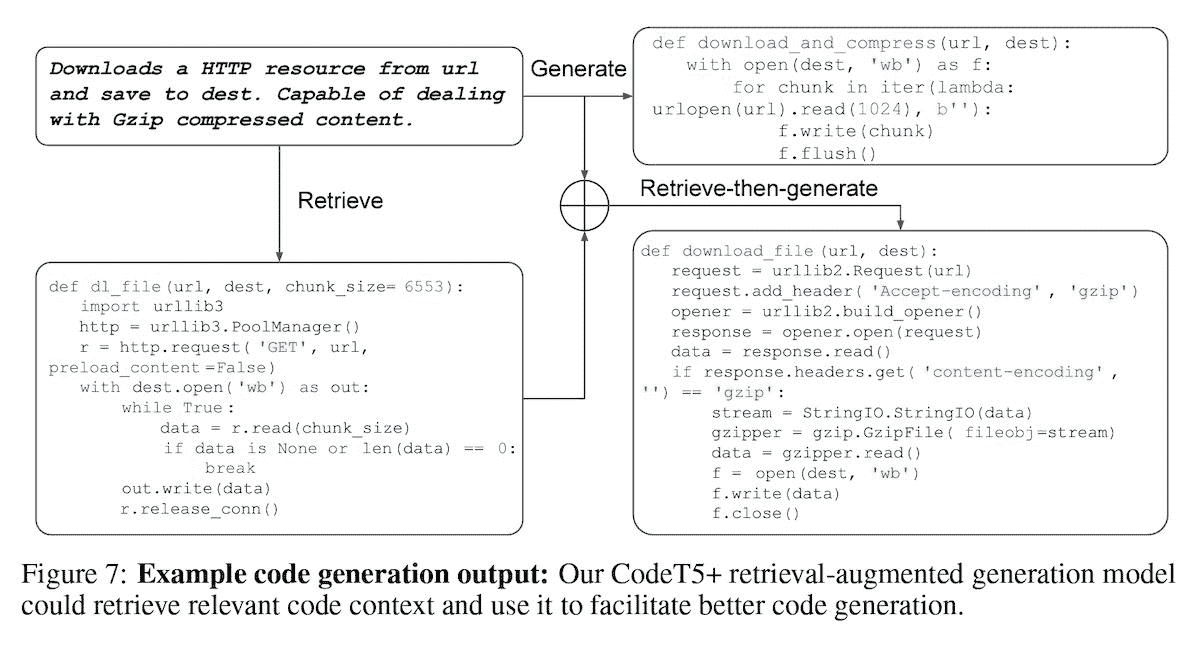 Downloads a HTTP resource from url
and save to dest. Capable of dealing
with Gzip compressed content.
Generate
def download_and_compress(url, dest):
with open(dest, 'wb') as f:
for chunk in iter(lambda:
urlopen(url).read(1024), b''):
f.write(chunk)
f.flush()
Retrieve
Retrieve-then-generate
def dl_file(url, dest, chunk_size= 6553):
import urllib3
http = urllib3.PoolManager()
r = http.request( 'GET', url,
preload_content=False)
with dest.open('wb') as out:
while True:
data = r.read(chunk_size)
if data is None or len(data) == 0:
break
out.write(data)
r.release_conn()
def download_file(url, dest):
request = urllib2.Request(url)
request.add_header( 'Accept-encoding', 'gzip')
opener = urllib2.build_opener()
response = opener.open(request)
data = response.read()
if response.headers.get( 'content-encoding',
'') == 'gzip':
stream = StringIO.StringIO(data)
gzipper = gzip.GzipFile( fileobj=stream)
data = gzipper.read()
f = open(dest, 'wb')
f.write(data)
f.close()
Figure 7: Example code generation output: Our CodeT5+ retrieval-augmented generation model
could retrieve relevant code context and use it to facilitate better code generation.